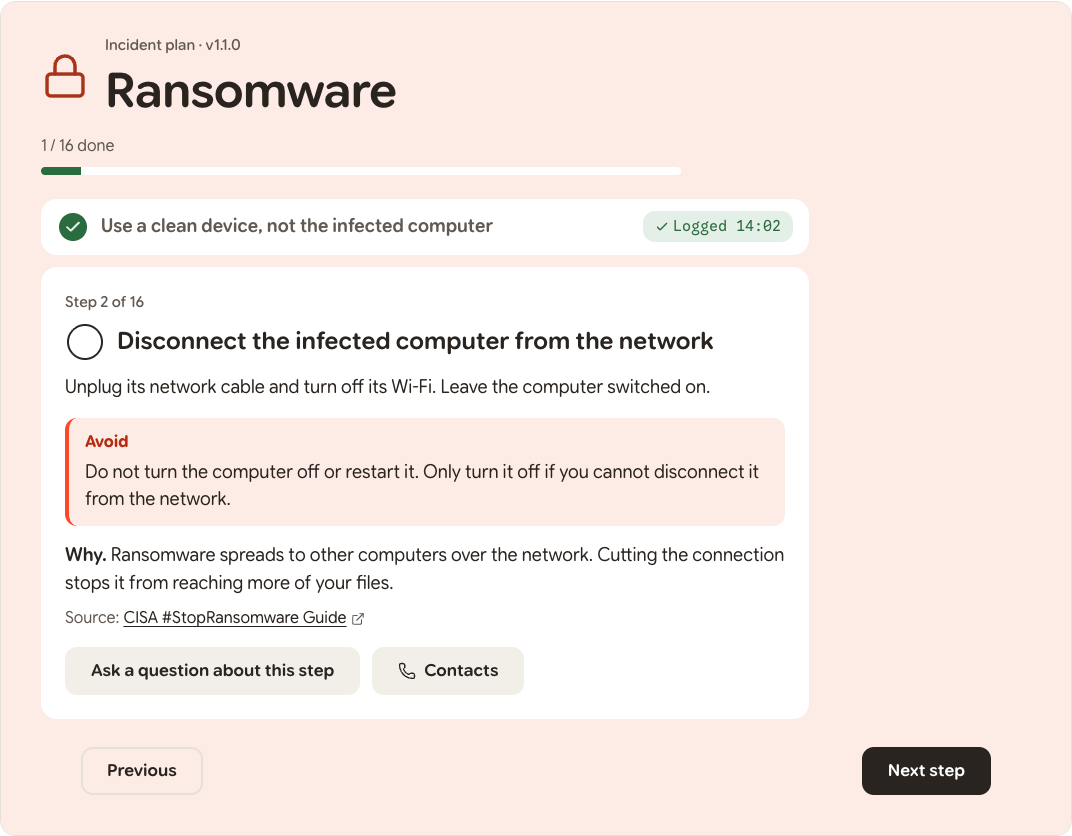 Incident plan · v1.1.0
Ransomware
1 / 16 done
Use a clean device, not the infected computer
Logged 14:02
Step 2 of 16
Disconnect the infected computer from the network
Unplug its network cable and turn off its Wi-Fi. Leave the computer switched on.
Avoid
Do not turn the computer off or restart it. Only turn it off if you cannot disconnect it
from the network.
Why. Ransomware spreads to other computers over the network. Cutting the connection
stops it from reaching more of your files.
Source: CISA #StopRansomware Guide
Ask a question about this step
Contacts
Previous
Next step